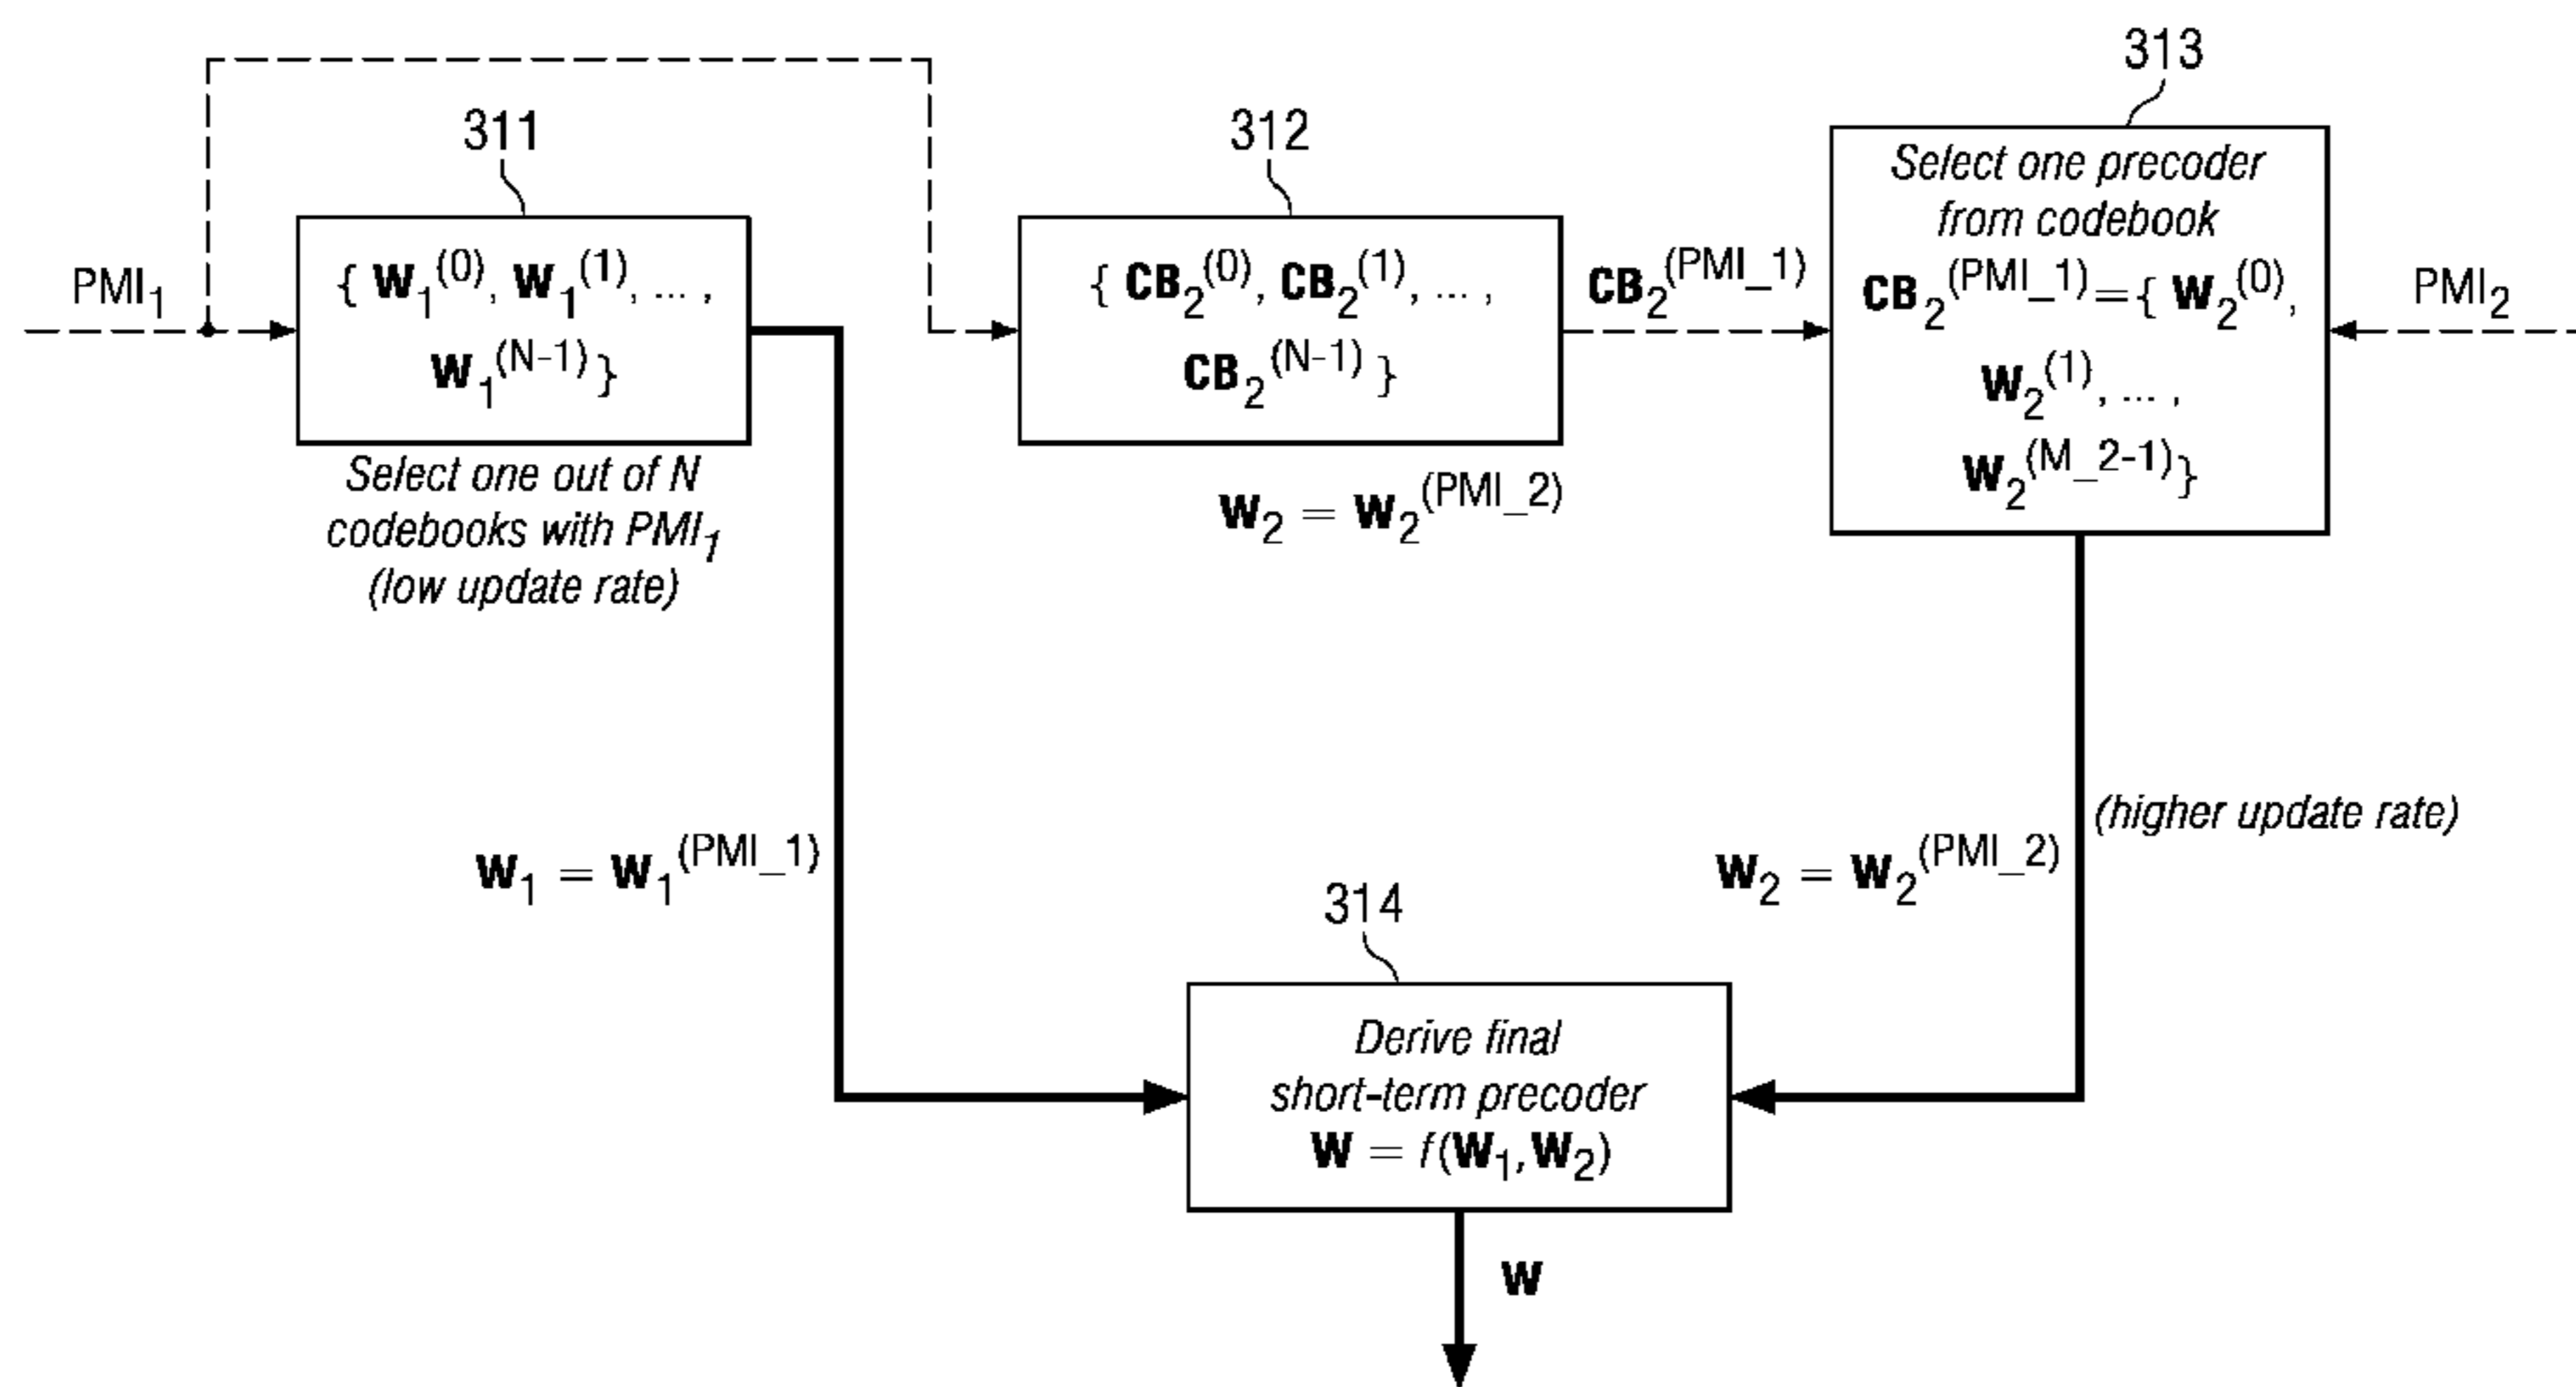 313
311
312
Select one precoder
from codebook
PMI₁
{ W₁⁽⁰⁾, W₁⁽¹⁾, ... ,
W₁⁽ᴺ⁻¹⁾ }
{ CB₂⁽⁰⁾, CB₂⁽¹⁾, ... ,
CB₂⁽ᴺ⁻¹⁾ }
CB₂^(PMI_1)
CB₂^(PMI_1)={ W₂⁽⁰⁾,
W₂⁽¹⁾, ... ,
W₂^(M_2-1)}
PMI₂
Select one out of N
codebooks with PMI₁
(low update rate)
W₂ = W₂^(PMI_2)
(higher update rate)
W₁ = W₁^(PMI_1)
W₂ = W₂^(PMI_2)
314
Derive final
short-term precoder
W = f(W₁,W₂)
W